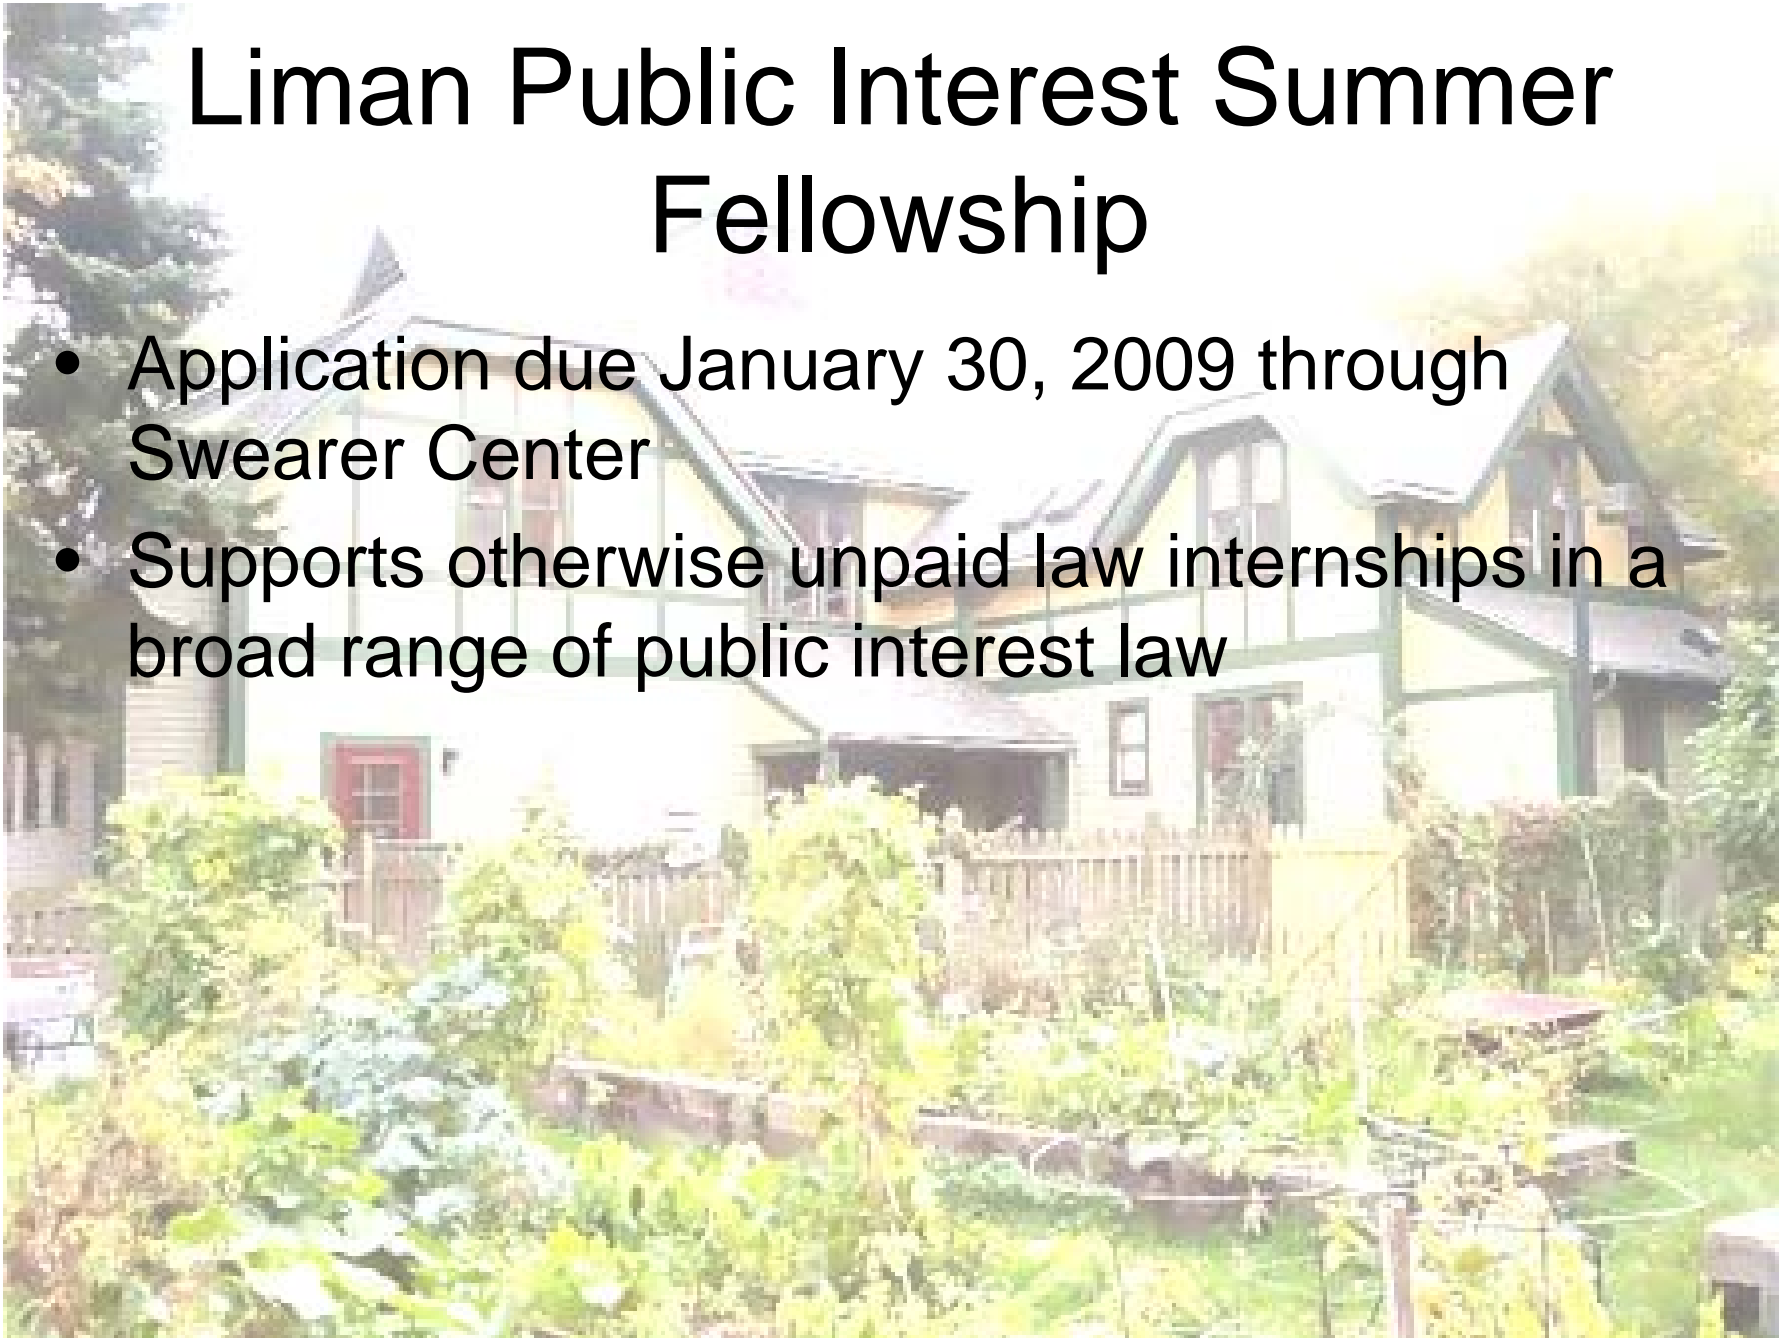 Liman Public Interest Summer
Fellowship
• Application due January 30, 2009 through
Swearer Center
• Supports otherwise unpaid law internships in a
broad range of public interest law